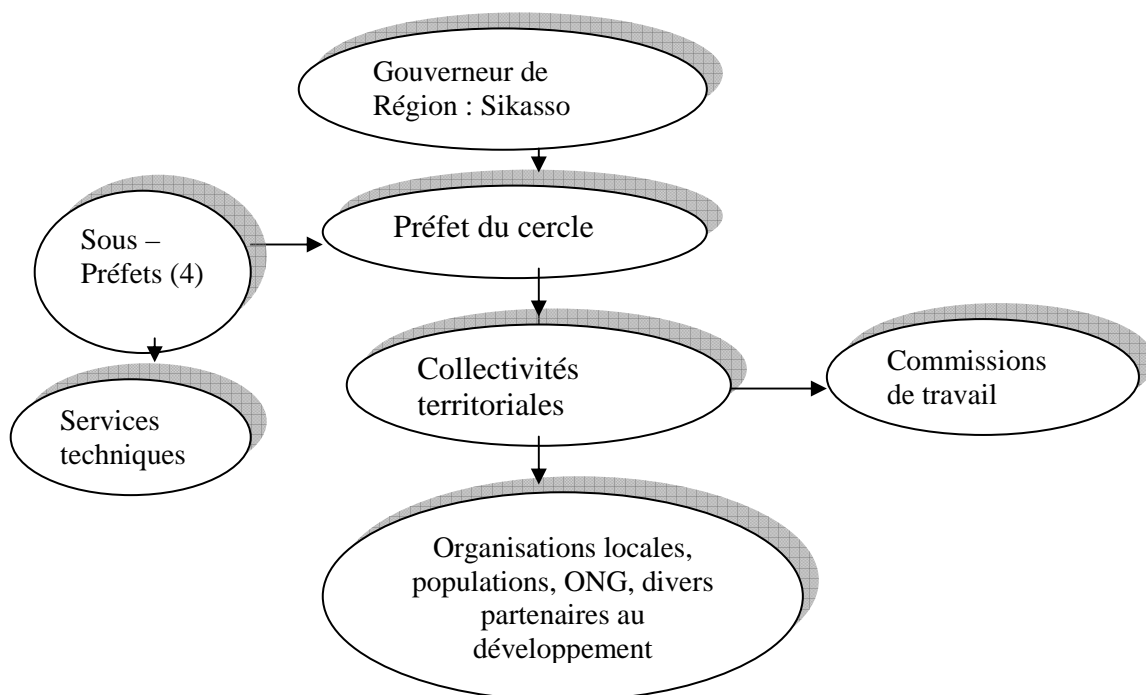 Gouverneur de
Région : Sikasso
Préfet du cercle
Sous –
Préfets (4)
Collectivités
territoriales
Commissions
de travail
Services
techniques
Organisations locales,
populations, ONG, divers
partenaires au
développement